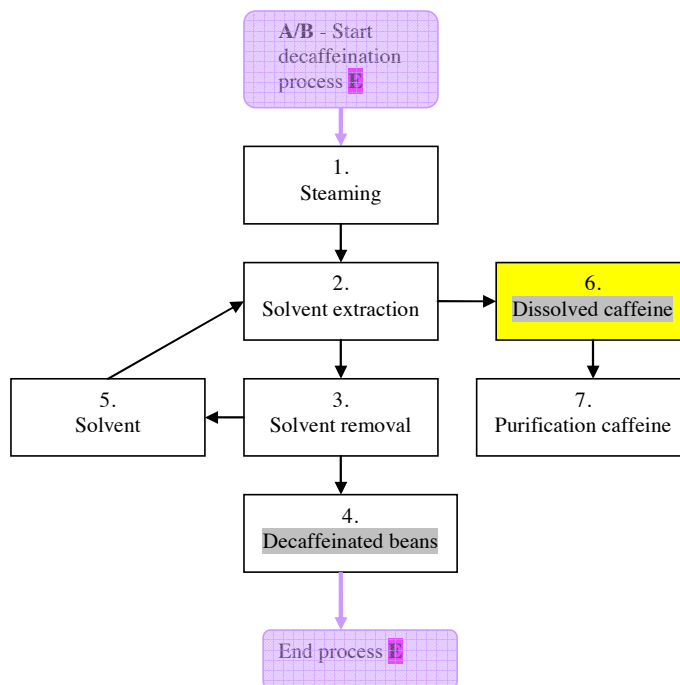 A/B - Start
decaffeination
process E
1.
Steaming
2.
Solvent extraction
6.
Dissolved caffeine
5.
Solvent
3.
Solvent removal
7.
Purification caffeine
4.
Decaffeinated beans
End process E